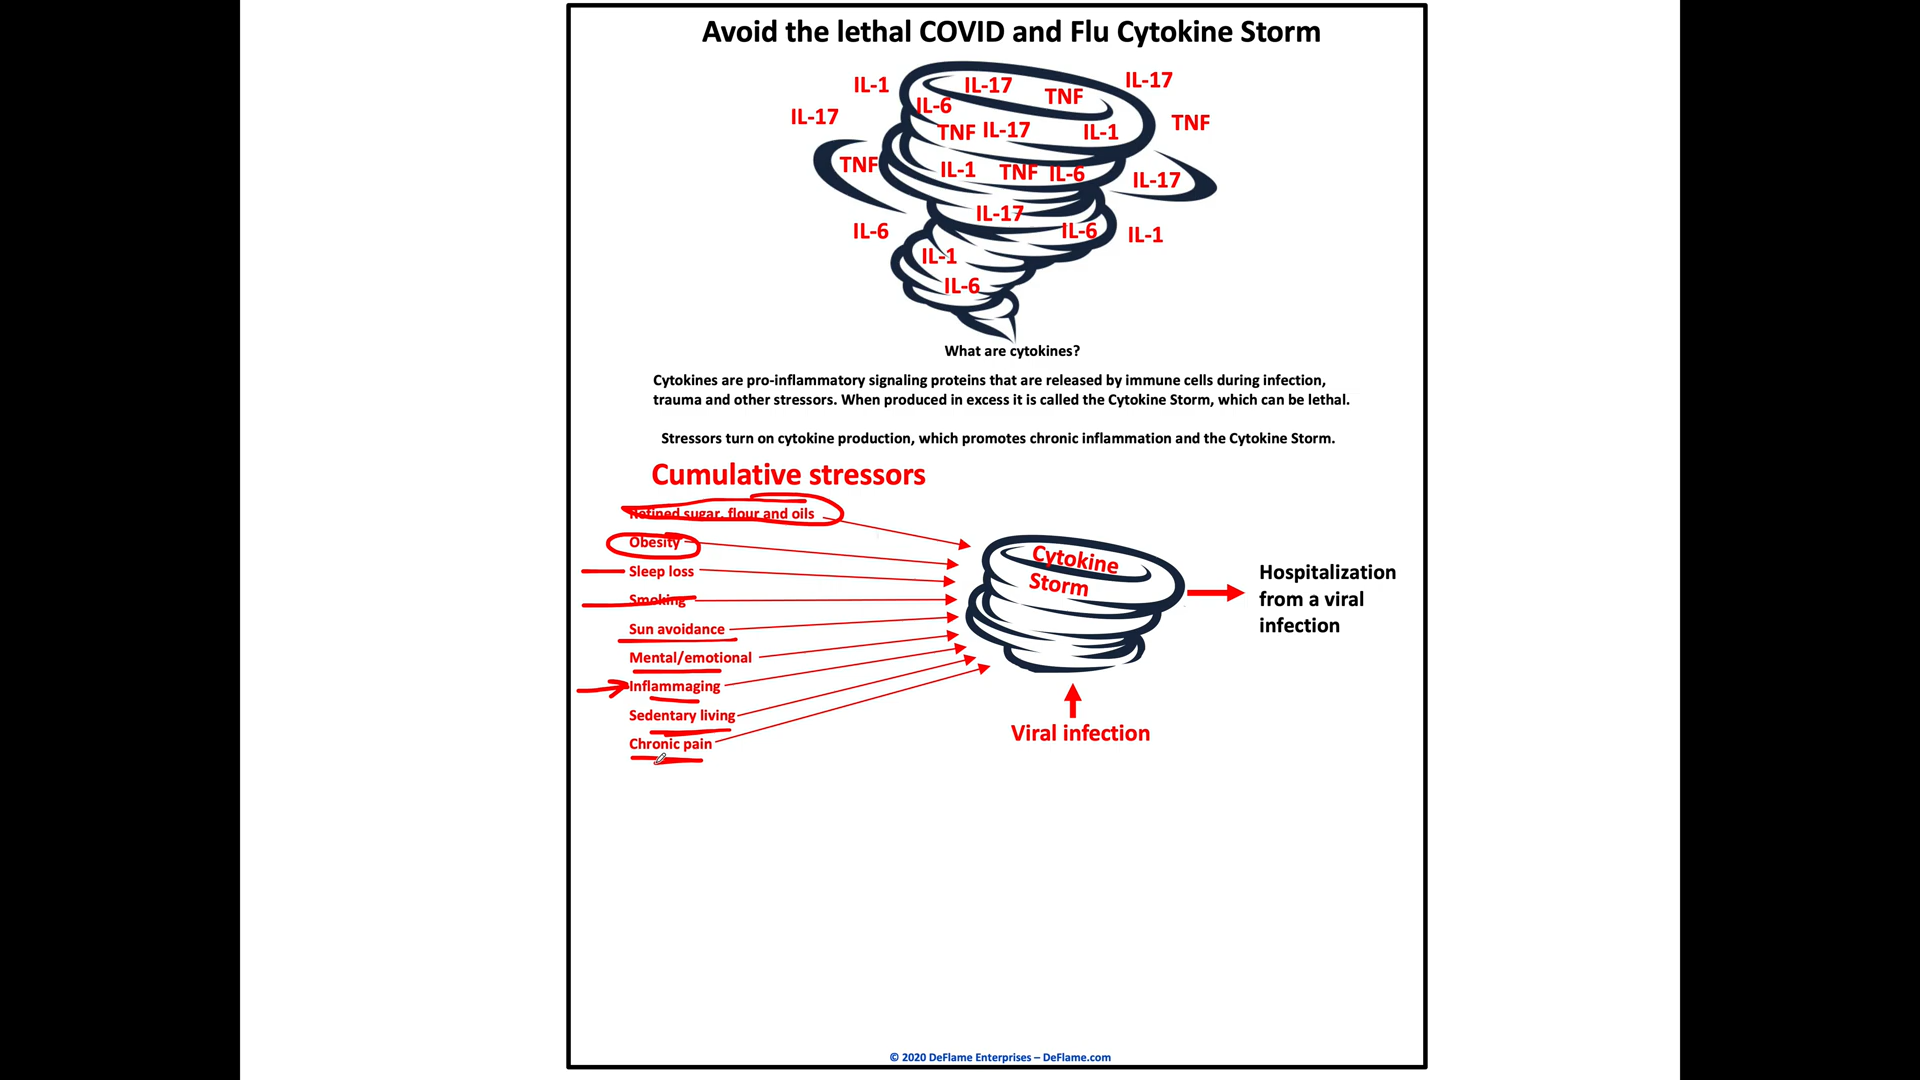 Avoid the lethal COVID and Flu Cytokine Storm
IL-1 IL-17 TNF IL-17
IL-17 IL-6 TNF
TNF IL-17 IL-1
TNF IL-1 TNF IL-6 IL-17
IL-17
IL-6 IL-6 IL-1
IL-1
IL-6
What are cytokines?
Cytokines are pro-inflammatory signaling proteins that are released by immune cells during infection,
trauma and other stressors. When produced in excess it is called the Cytokine Storm, which can be lethal.
Stressors turn on cytokine production, which promotes chronic inflammation and the Cytokine Storm.
Cumulative stressors
Refined sugar, flour and oils
Obesity
Sleep loss
Smoking
Sun avoidance
Mental/emotional
Inflammaging
Sedentary living
Chronic pain
Cytokine
Storm
Hospitalization
from a viral
infection
Viral infection
© 2020 DeFlame Enterprises – DeFlame.com